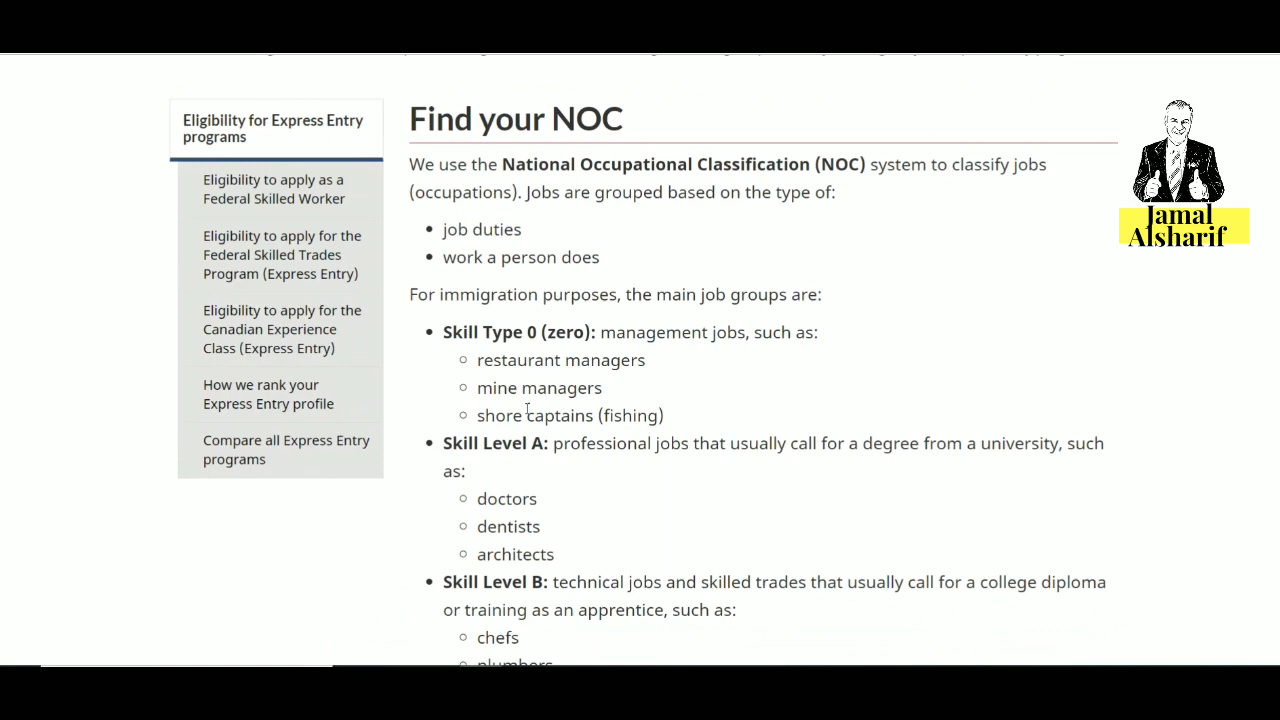 Eligibility for Express Entry
programs
Eligibility to apply as a
Federal Skilled Worker
Eligibility to apply for the
Federal Skilled Trades
Program (Express Entry)
Eligibility to apply for the
Canadian Experience
Class (Express Entry)
How we rank your
Express Entry profile
Compare all Express Entry
programs
Find your NOC
We use the National Occupational Classification (NOC) system to classify jobs
(occupations). Jobs are grouped based on the type of:
• job duties
• work a person does
For immigration purposes, the main job groups are:
• Skill Type 0 (zero): management jobs, such as:
○ restaurant managers
○ mine managers
○ shore captains (fishing)
• Skill Level A: professional jobs that usually call for a degree from a university, such
as:
○ doctors
○ dentists
○ architects
• Skill Level B: technical jobs and skilled trades that usually call for a college diploma
or training as an apprentice, such as:
○ chefs
○ plumbers
Jamal
Alsharif